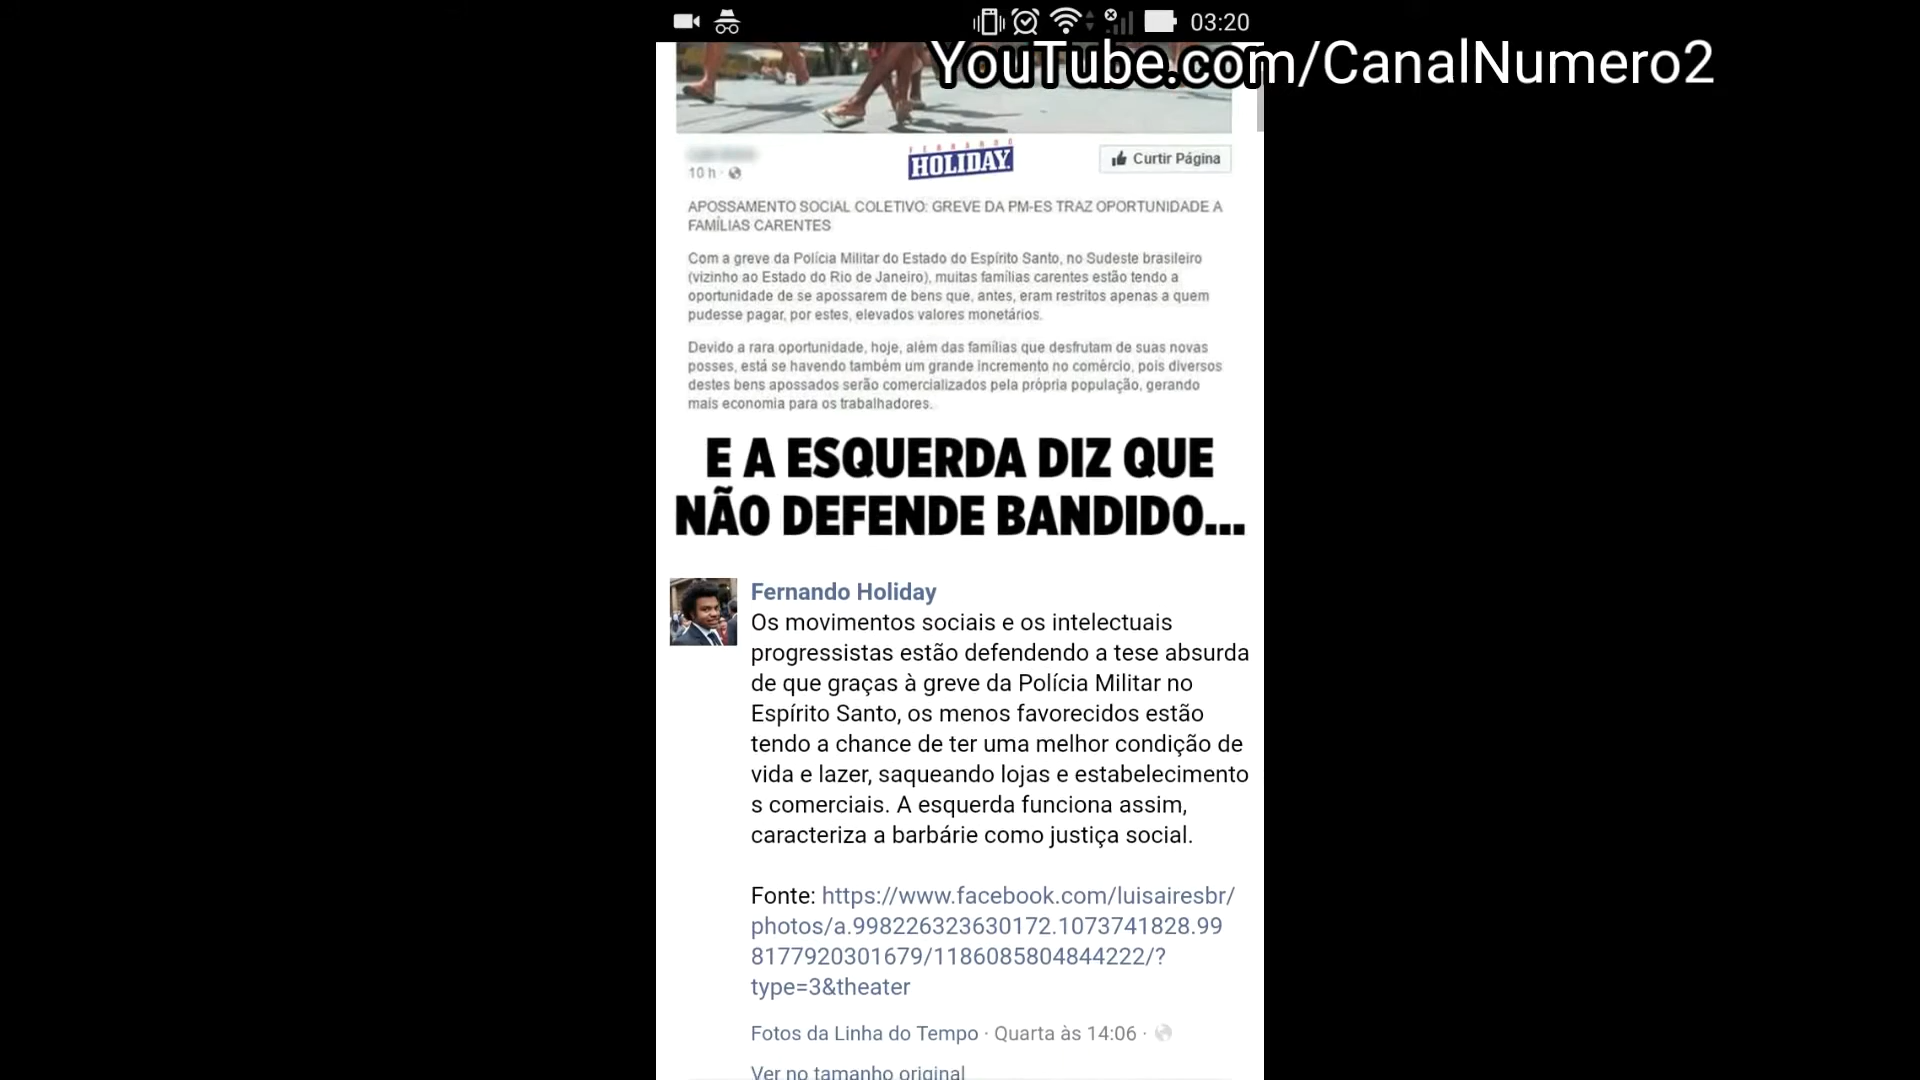 03:20
YouTube.com/CanalNumero2
FERNANDO
HOLIDAY
Curtir Página
10 h ·
APOSSAMENTO SOCIAL COLETIVO: GREVE DA PM-ES TRAZ OPORTUNIDADE A
FAMÍLIAS CARENTES
Com a greve da Polícia Militar do Estado do Espírito Santo, no Sudeste brasileiro
(vizinho ao Estado do Rio de Janeiro), muitas famílias carentes estão tendo a
oportunidade de se apossarem de bens que, antes, eram restritos apenas a quem
pudesse pagar, por estes, elevados valores monetários.
Devido a rara oportunidade, hoje, além das famílias que desfrutam de suas novas
posses, está se havendo também um grande incremento no comércio, pois diversos
destes bens apossados serão comercializados pela própria população, gerando
mais economia para os trabalhadores.
E A ESQUERDA DIZ QUE
NÃO DEFENDE BANDIDO...
Fernando Holiday
Os movimentos sociais e os intelectuais
progressistas estão defendendo a tese absurda
de que graças à greve da Polícia Militar no
Espírito Santo, os menos favorecidos estão
tendo a chance de ter uma melhor condição de
vida e lazer, saqueando lojas e estabelecimento
s comerciais. A esquerda funciona assim,
caracteriza a barbárie como justiça social.
Fonte: https://www.facebook.com/luisairesbr/
photos/a.998226323630172.1073741828.99
8177920301679/1186085804844222/?
type=3&theater
Fotos da Linha do Tempo · Quarta às 14:06 ·
Ver no tamanho original